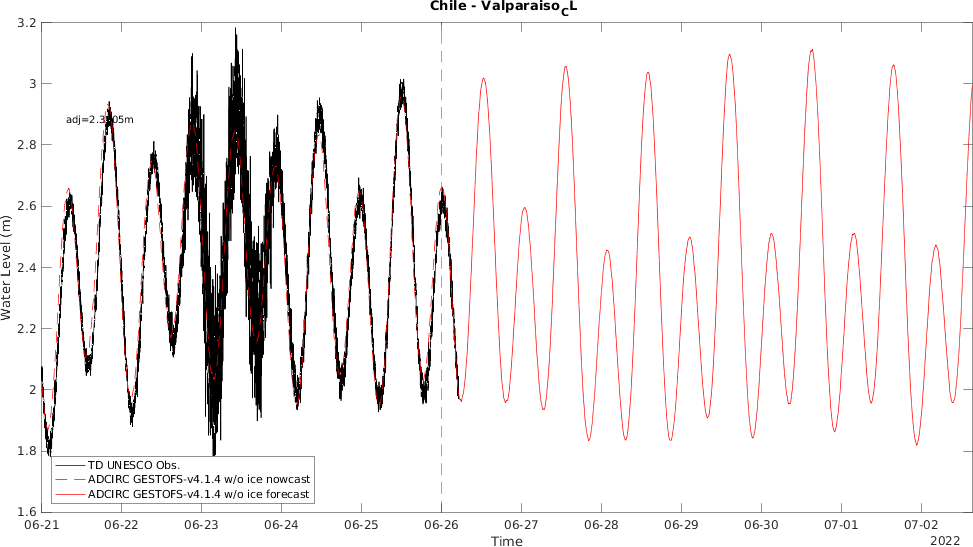 Chile - Valparaiso_CL
3.2
3
2.8
2.6
2.4
2.2
2
1.8
1.6
Water Level (m)
TD UNESCO Obs.
ADCIRC GESTOFS-v4.1.4 w/o ice nowcast
ADCIRC GESTOFS-v4.1.4 w/o ice forecast
06-21 06-22 06-23 06-24 06-25 06-26 06-27 06-28 06-29 06-30 07-01 07-02
Time
2022